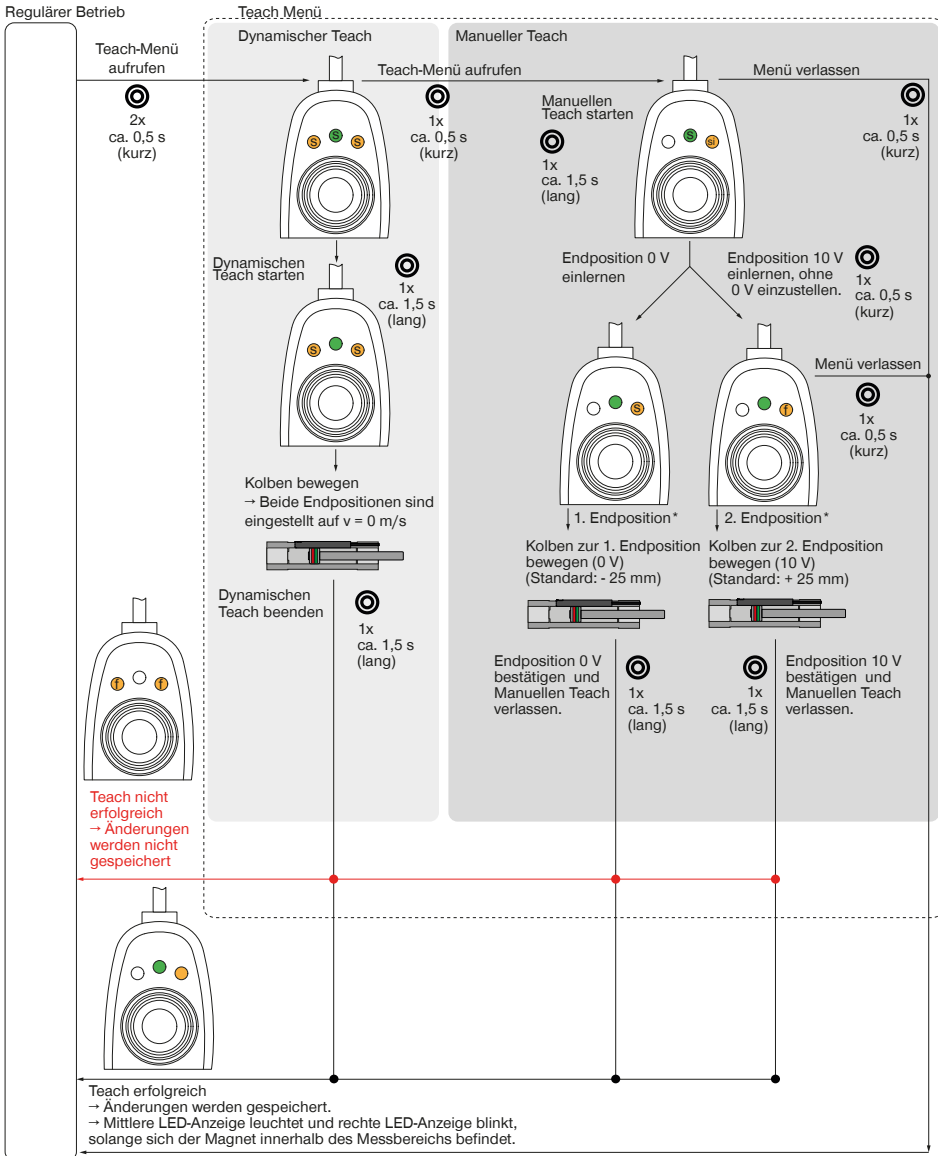 Regulärer Betrieb
Teach Menü
Dynamischer Teach
Manueller Teach
Teach-Menü
aufrufen
2x
ca. 0,5 s
(kurz)
S S S
Teach-Menü aufrufen
1x
ca. 0,5 s
(kurz)
Manuellen
Teach starten
1x
ca. 1,5 s
(lang)
S sl
Menü verlassen
1x
ca. 0,5 s
(kurz)
Dynamischen
Teach starten
1x
ca. 1,5 s
(lang)
S S
Endposition 0 V
einlernen
Endposition 10 V
einlernen, ohne
0 V einzustellen.
1x
ca. 0,5 s
(kurz)
S
f
Menü verlassen
1x
ca. 0,5 s
(kurz)
Kolben bewegen
→ Beide Endpositionen sind
eingestellt auf v = 0 m/s
1. Endposition*
Kolben zur 1. Endposition
bewegen (0 V)
(Standard: - 25 mm)
2. Endposition*
Kolben zur 2. Endposition
bewegen (10 V)
(Standard: + 25 mm)
Dynamischen
Teach beenden
1x
ca. 1,5 s
(lang)
Endposition 0 V
bestätigen und
Manuellen Teach
verlassen.
1x
ca. 1,5 s
(lang)
1x
ca. 1,5 s
(lang)
Endposition 10 V
bestätigen und
Manuellen Teach
verlassen.
f f
Teach nicht
erfolgreich
→ Änderungen
werden nicht
gespeichert
Teach erfolgreich
→ Änderungen werden gespeichert.
→ Mittlere LED-Anzeige leuchtet und rechte LED-Anzeige blinkt,
solange sich der Magnet innerhalb des Messbereichs befindet.